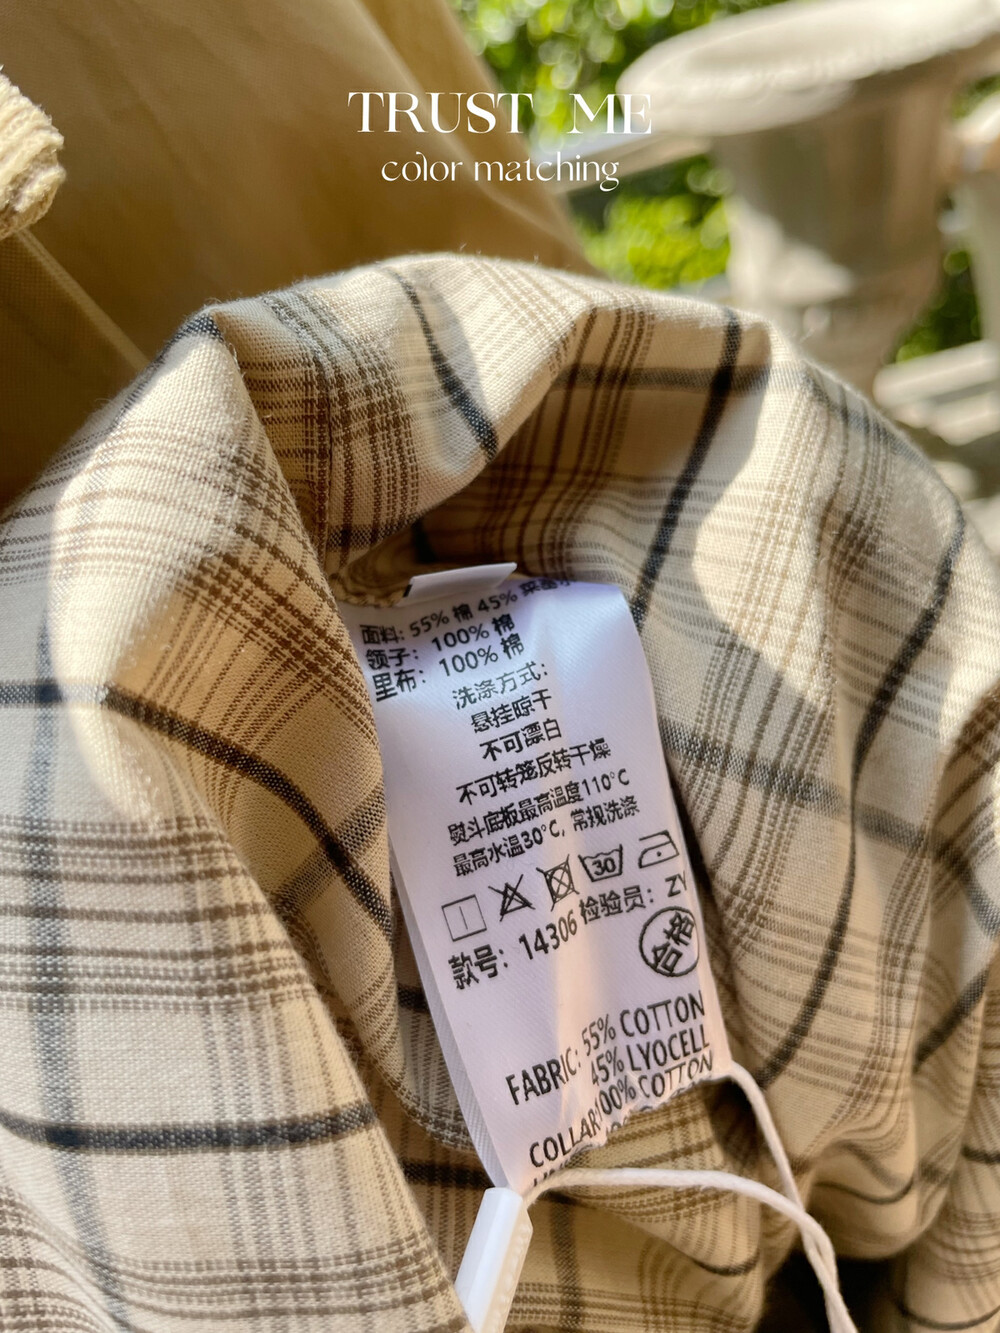 TRUST ME
color matching
面料: 55% 棉 45%
领子: 100% 棉
里布: 100% 棉
洗涤方式:
悬挂晾干
不可漂白
不可转笼反转干燥
熨斗底板最高温度110°C
最高水温30°C, 常规洗涤
30
款号: 14306 检验员: ZY
合格
FABRIC: 55% COTTON
45% LYOCELL
COLLAR: 100% COTTON